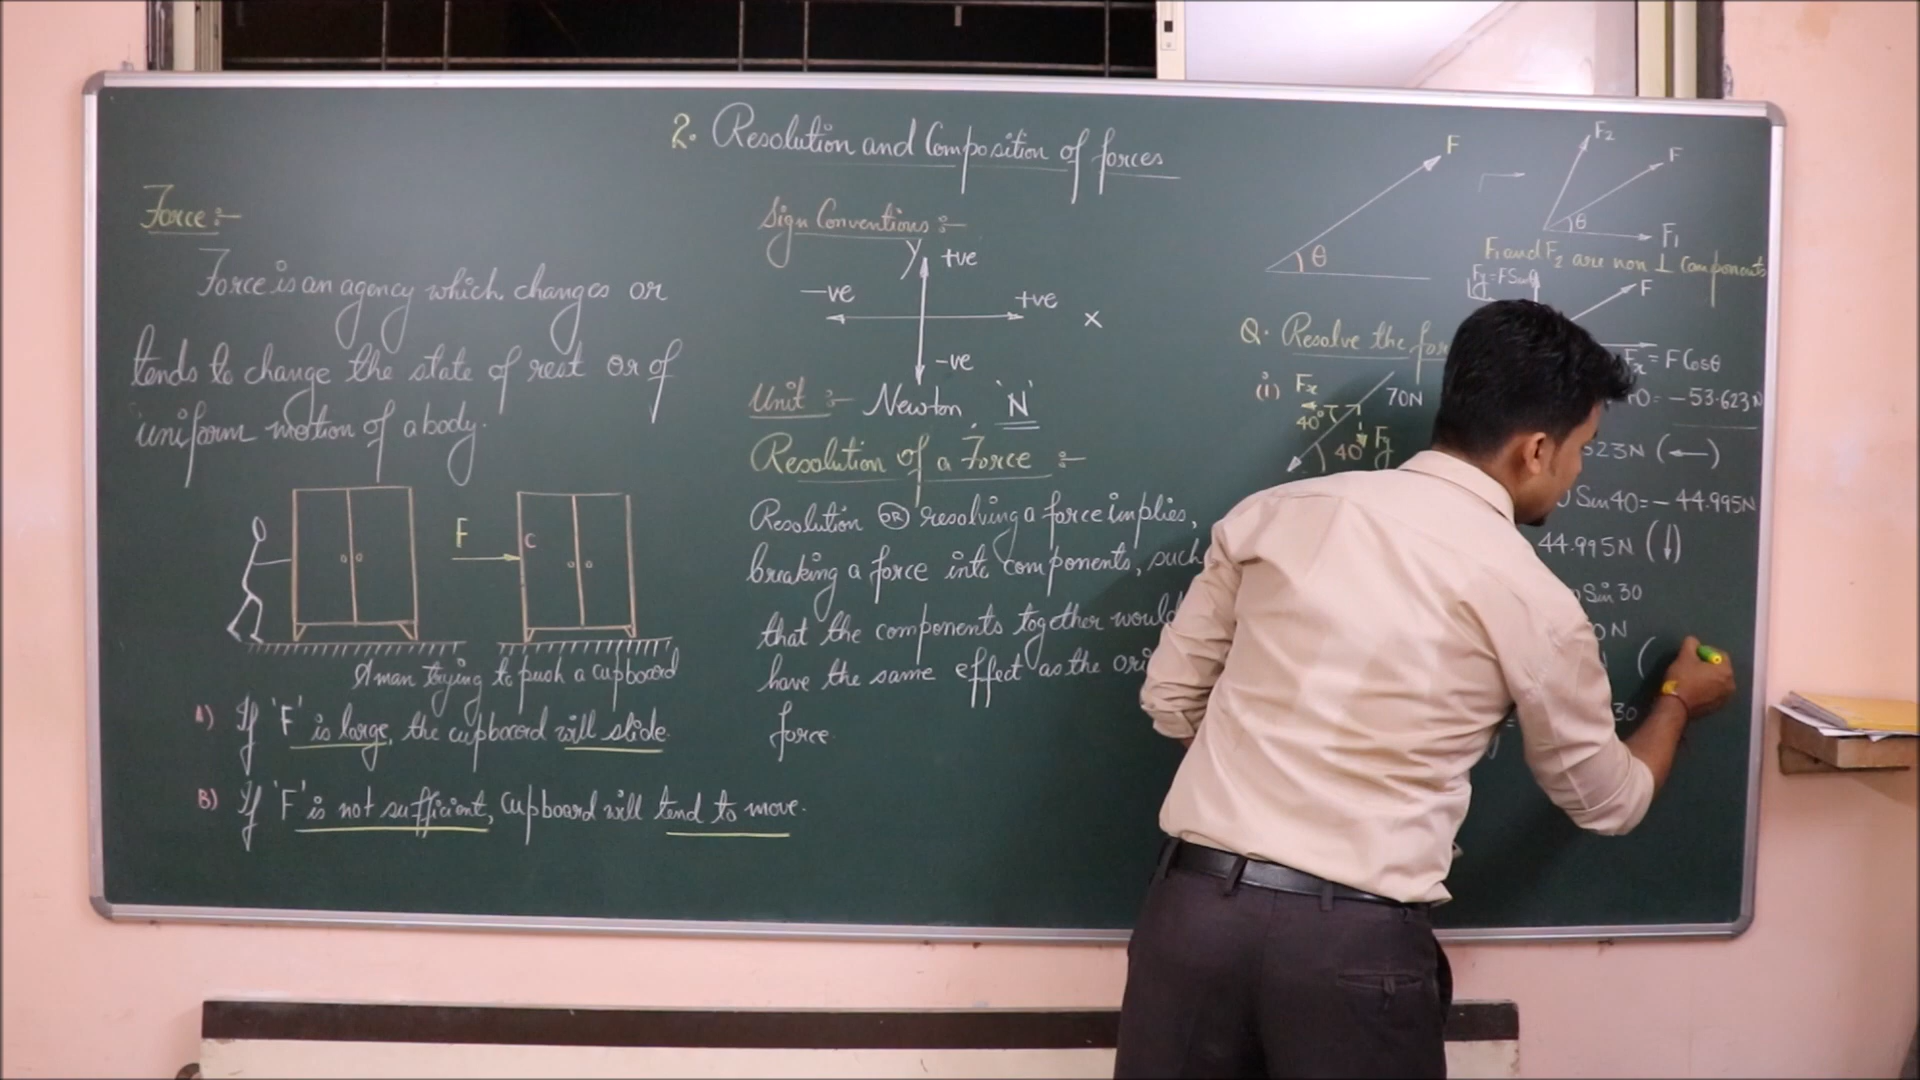 2. Resolution and Composition of forces
Force :-
Force is an agency which changes or
tends to change the state of rest or of
uniform motion of a body.
F
C
A man trying to push a cupboard
A) If 'F' is large, the cupboard will slide.
B) If 'F' is not sufficient, cupboard will tend to move.
Sign Conventions :-
y
+ve
-ve
+ve
x
-ve
Unit :- Newton 'N'
Resolution of a Force :-
Resolution OR resolving a force implies,
breaking a force into components, such
that the components together would
have the same effect as the
force.
F
θ
F2
F
θ
F1
F1 and F2 are non ⊥ components
Fy = F Sinθ
F
Fx = F Cosθ
Q. Resolve the
(i) Fx
70N
40°
40°
Fy
= -53.623N
623N (←)
Sin40 = -44.995N
44.995N (↓)
Sin 30
N
(
30